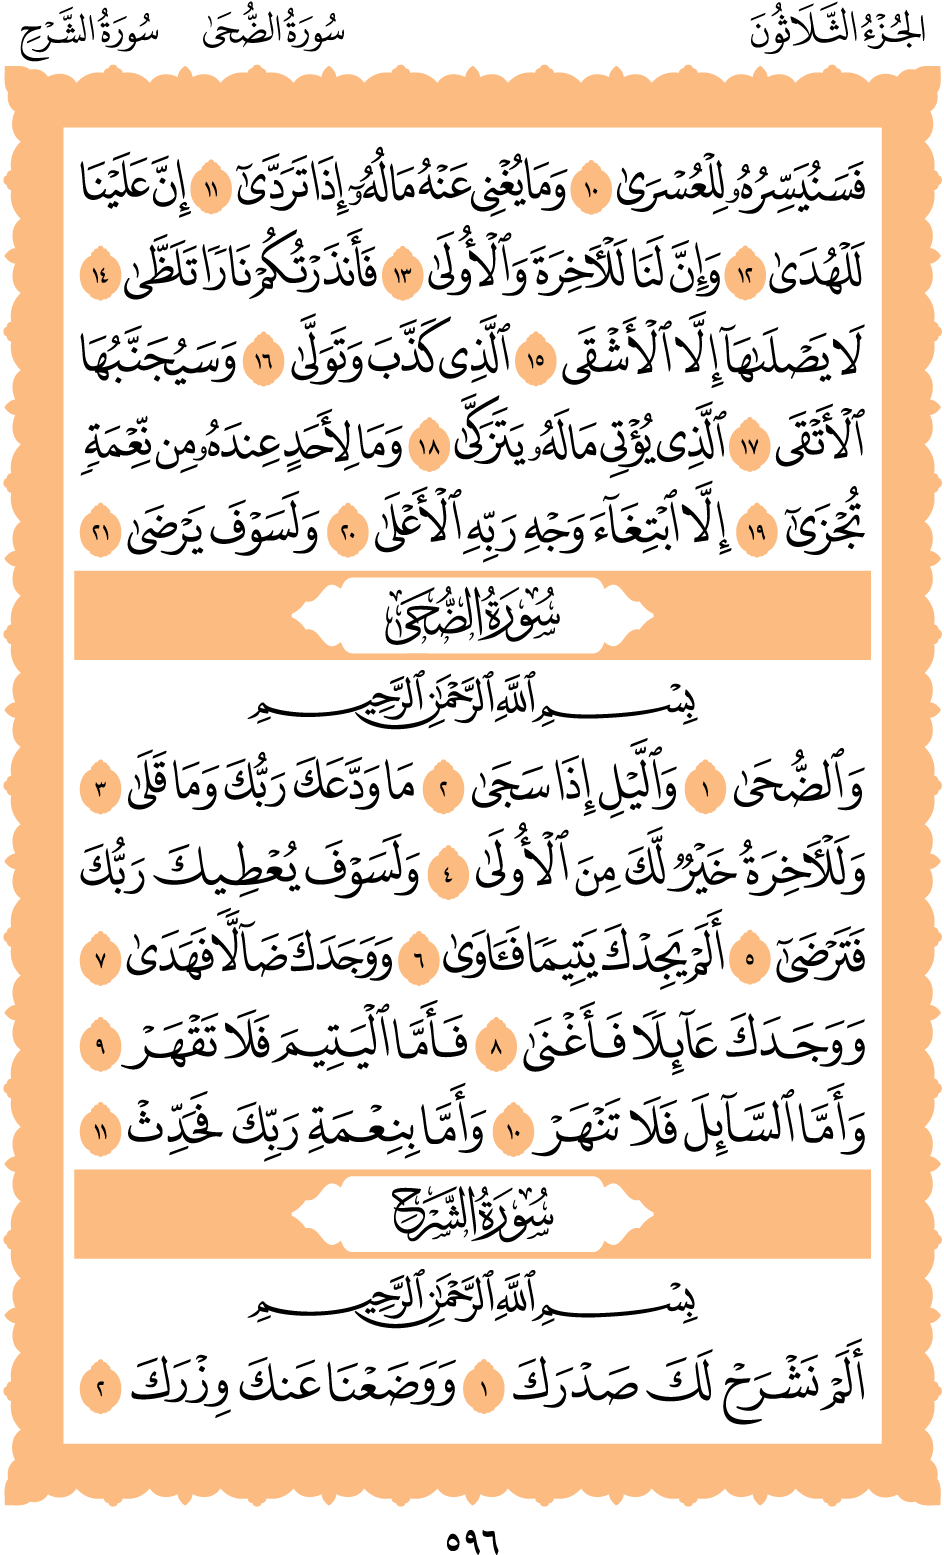 الجُزْءُ الثَّلَاثُونَ سُورَةُ الضُّحَىٰ سُورَةُ الشَّرْحِ
فَسَنُيَسِّرُهُۥ لِلْعُسْرَىٰ ١٠ وَمَا يُغْنِى عَنْهُ مَالُهُۥٓ إِذَا تَرَدَّىٰٓ ١١ إِنَّ عَلَيْنَا
لَلْهُدَىٰ ١٢ وَإِنَّ لَنَا لَلْـَٔاخِرَةَ وَٱلْأُولَىٰ ١٣ فَأَنذَرْتُكُمْ نَارًا تَلَظَّىٰ ١٤
لَا يَصْلَىٰهَآ إِلَّا ٱلْأَشْقَى ١٥ ٱلَّذِى كَذَّبَ وَتَوَلَّىٰ ١٦ وَسَيُجَنَّبُهَا
ٱلْأَتْقَى ١٧ ٱلَّذِى يُؤْتِى مَالَهُۥ يَتَزَكَّىٰ ١٨ وَمَا لِأَحَدٍ عِندَهُۥ مِن نِّعْمَةٍ
تُجْزَىٰٓ ١٩ إِلَّا ٱبْتِغَآءَ وَجْهِ رَبِّهِ ٱلْأَعْلَىٰ ٢٠ وَلَسَوْفَ يَرْضَىٰ ٢١
سُورَةُ الضُّحَىٰ
بِسْمِ ٱللَّهِ ٱلرَّحْمَٰنِ ٱلرَّحِيمِ
وَٱلضُّحَىٰ ١ وَٱلَّيْلِ إِذَا سَجَىٰ ٢ مَا وَدَّعَكَ رَبُّكَ وَمَا قَلَىٰ ٣
وَلَلْـَٔاخِرَةُ خَيْرٌ لَّكَ مِنَ ٱلْأُولَىٰ ٤ وَلَسَوْفَ يُعْطِيكَ رَبُّكَ
فَتَرْضَىٰٓ ٥ أَلَمْ يَجِدْكَ يَتِيمًا فَـَٔاوَىٰ ٦ وَوَجَدَكَ ضَآلًّا فَهَدَىٰ ٧
وَوَجَدَكَ عَآئِلًا فَأَغْنَىٰ ٨ فَأَمَّا ٱلْيَتِيمَ فَلَا تَقْهَرْ ٩
وَأَمَّا ٱلسَّآئِلَ فَلَا تَنْهَرْ ١٠ وَأَمَّا بِنِعْمَةِ رَبِّكَ فَحَدِّثْ ١١
سُورَةُ الشَّرْحِ
بِسْمِ ٱللَّهِ ٱلرَّحْمَٰنِ ٱلرَّحِيمِ
أَلَمْ نَشْرَحْ لَكَ صَدْرَكَ ١ وَوَضَعْنَا عَنكَ وِزْرَكَ ٢
٥٩٦